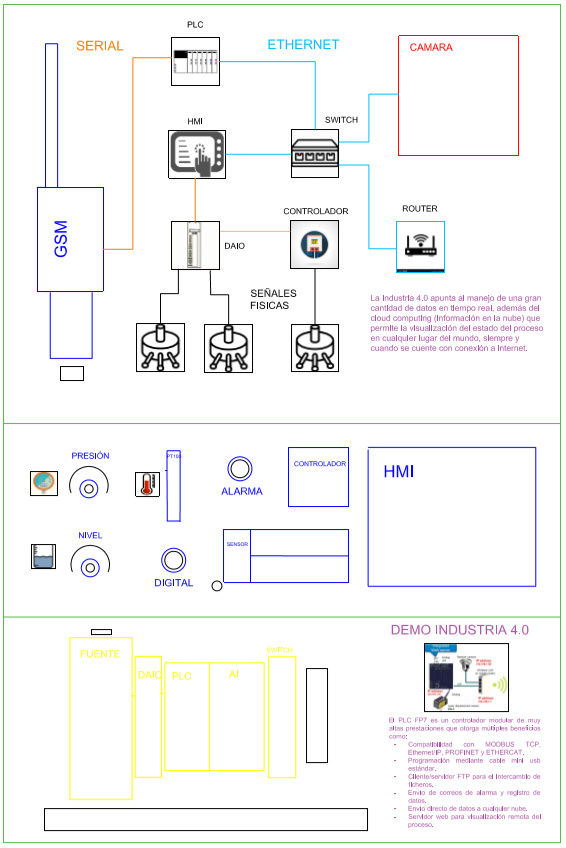 PLC
SERIAL
ETHERNET
CAMARA
HMI
SWITCH
GSM
CONTROLADOR
ROUTER
DAIO
SEÑALES
FISICAS
La Industria 4.0 apunta al manejo de una gran
cantidad de datos en tiempo real, además del
cloud computing (Información en la nube) que
permite la visualización del estado del proceso
en cualquier lugar del mundo, siempre y
cuando se cuente con conexión a Internet.
PRESIÓN
PT100
ALARMA
CONTROLADOR
HMI
NIVEL
DIGITAL
SENSOR
DEMO INDUSTRIA 4.0
FUENTE
DAIO
PLC
AI
SWITCH
El PLC FP7 es un controlador modular de muy
altas prestaciones que otorga múltiples beneficios
como:
- Compatibilidad con MODBUS TCP,
Ethernet/IP, PROFINET y ETHERCAT.
- Programación mediante cable mini usb
estándar.
- Cliente/servidor FTP para el intercambio de
ficheros.
- Envío de correos de alarma y registro de
datos.
- Envío directo de datos a cualquier nube.
- Servidor web para visualización remota del
proceso.